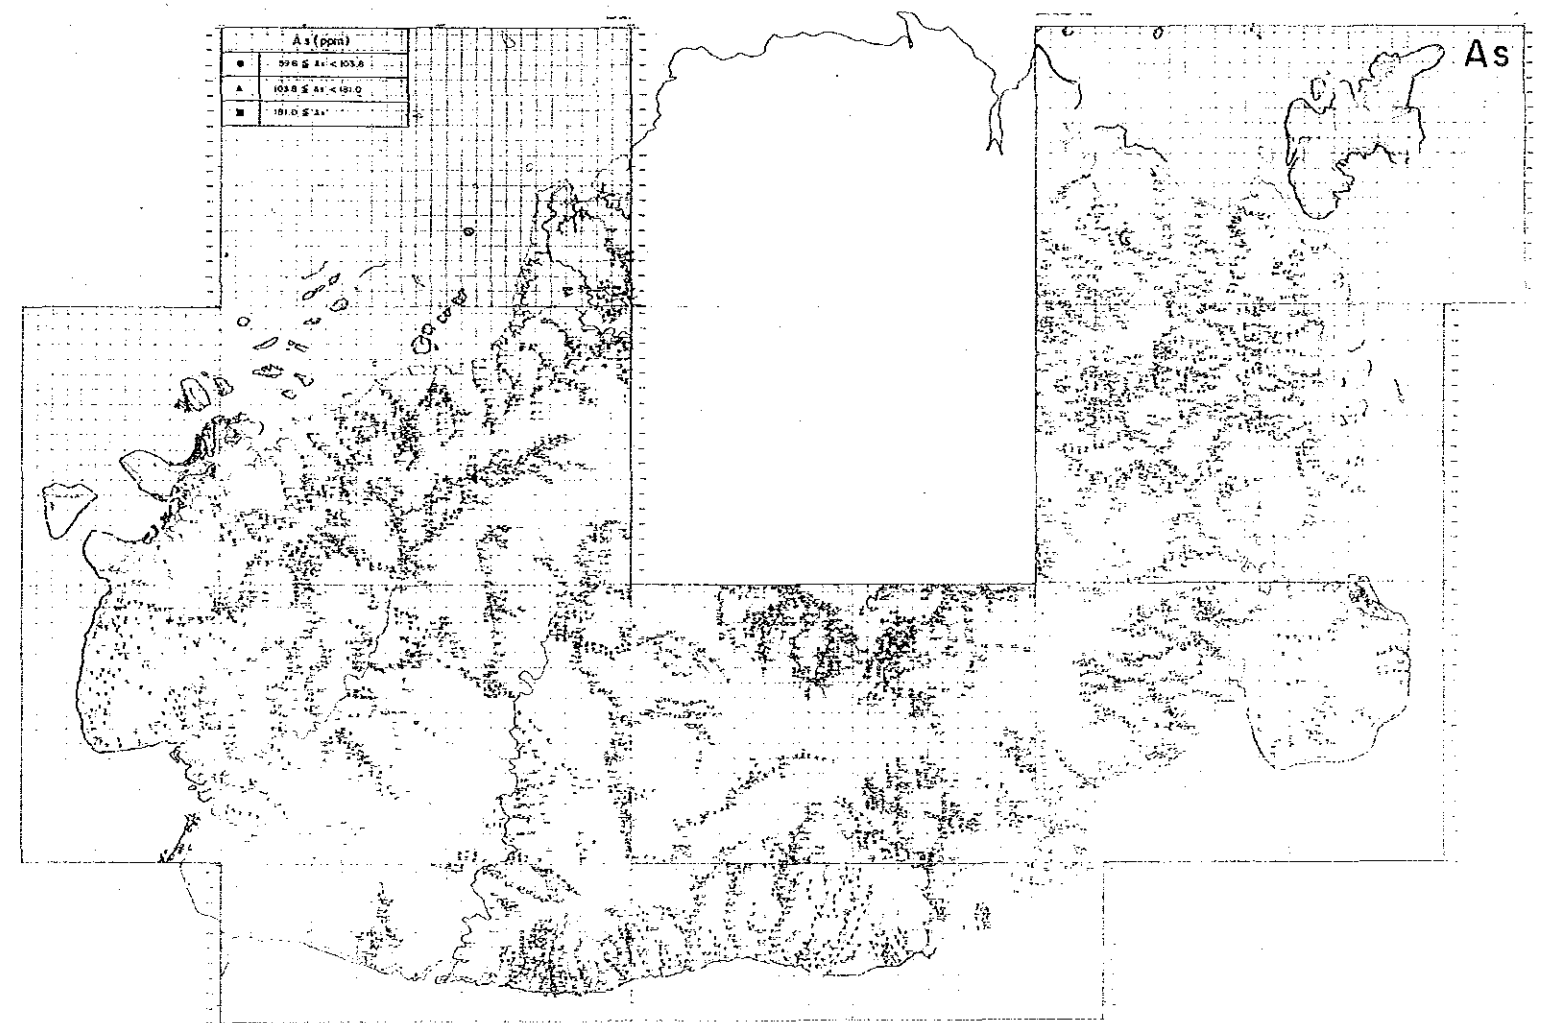 As (ppm)
59.6 ≦ As < 103.8
103.8 ≦ As < 181.0
181.0 ≦ As
As